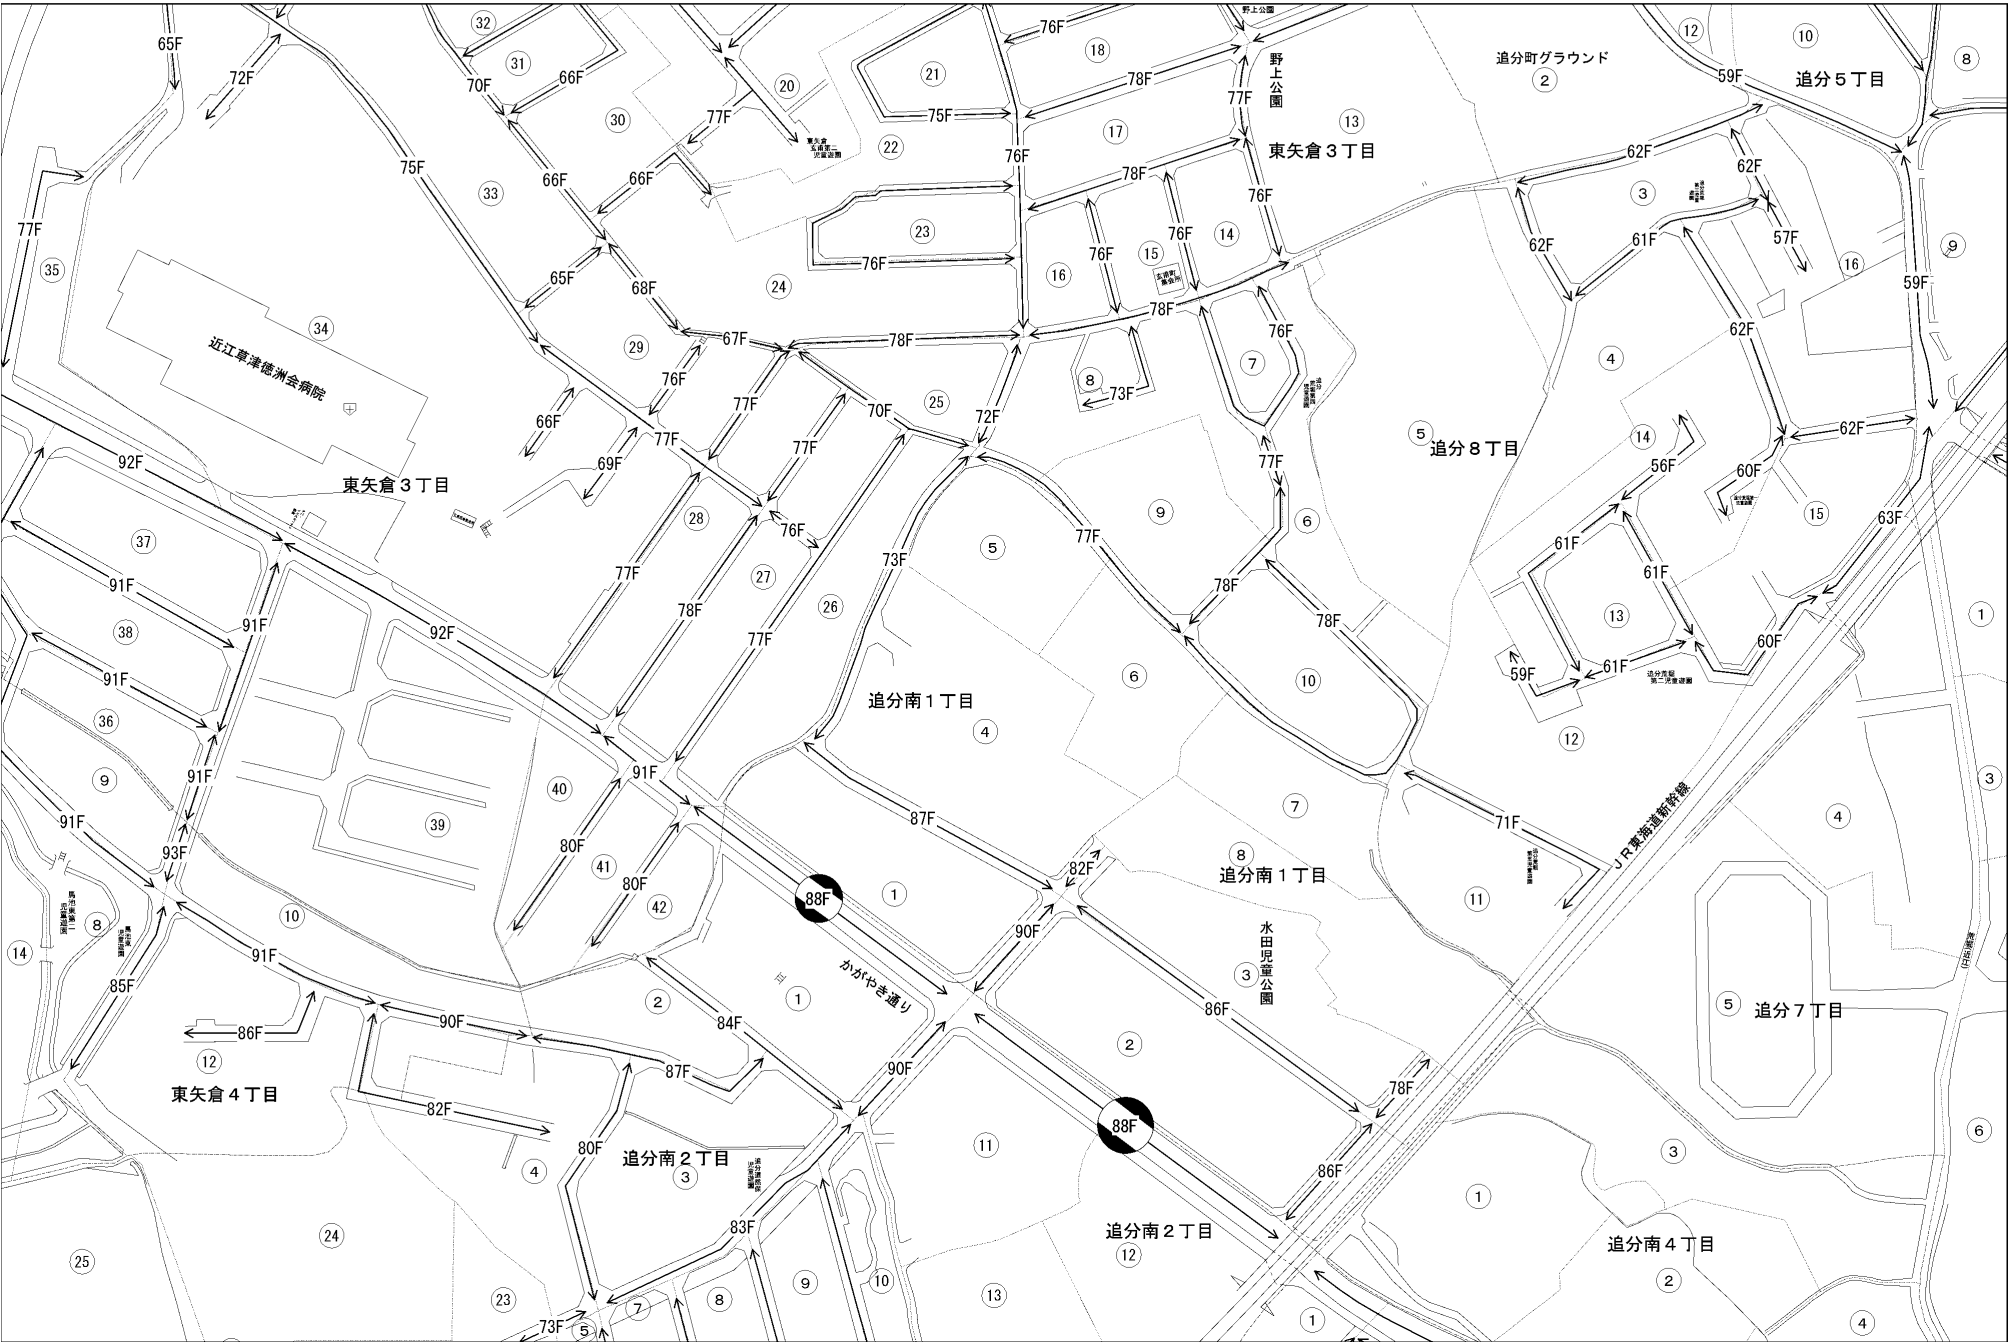 32
76F
18
野上公園
12
10
8
65F
72F
31
70F
66F
20
21
78F
野上公園
追分町グラウンド
2
59F
追分５丁目
30
77F
75F
77F
22
17
13
東矢倉３丁目
75F
33
66F
66F
76F
78F
76F
62F
62F
3
57F
16
9
77F
35
23
76F
14
15
76F
76F
16
62F
61F
65F
68F
24
78F
59F
34
近江草津徳洲会病院
29
67F
78F
76F
62F
7
4
76F
8
73F
66F
77F
70F
25
72F
77F
77F
69F
5
追分８丁目
14
62F
56F
60F
92F
東矢倉３丁目
28
76F
9
6
77F
15
63F
37
91F
77F
27
73F
5
77F
78F
61F
61F
38
91F
92F
78F
26
77F
78F
13
1
91F
6
10
61F
59F
60F
追分南１丁目
4
12
36
9
91F
91F
40
91F
7
3
39
80F
87F
71F
4
ＪＲ東海道新幹線
93F
41
80F
42
88F
1
82F
8
追分南１丁目
11
10
8
14
91F
85F
90F
水田児童公園
3
かがやき通り
2
1
84F
86F
5
追分７丁目
86F
12
90F
87F
90F
2
78F
東矢倉４丁目
82F
80F
追分南２丁目
3
4
88F
11
86F
3
6
1
24
25
83F
追分南２丁目
12
追分南４丁目
2
23
73F
5
7
8
9
10
13
1
4